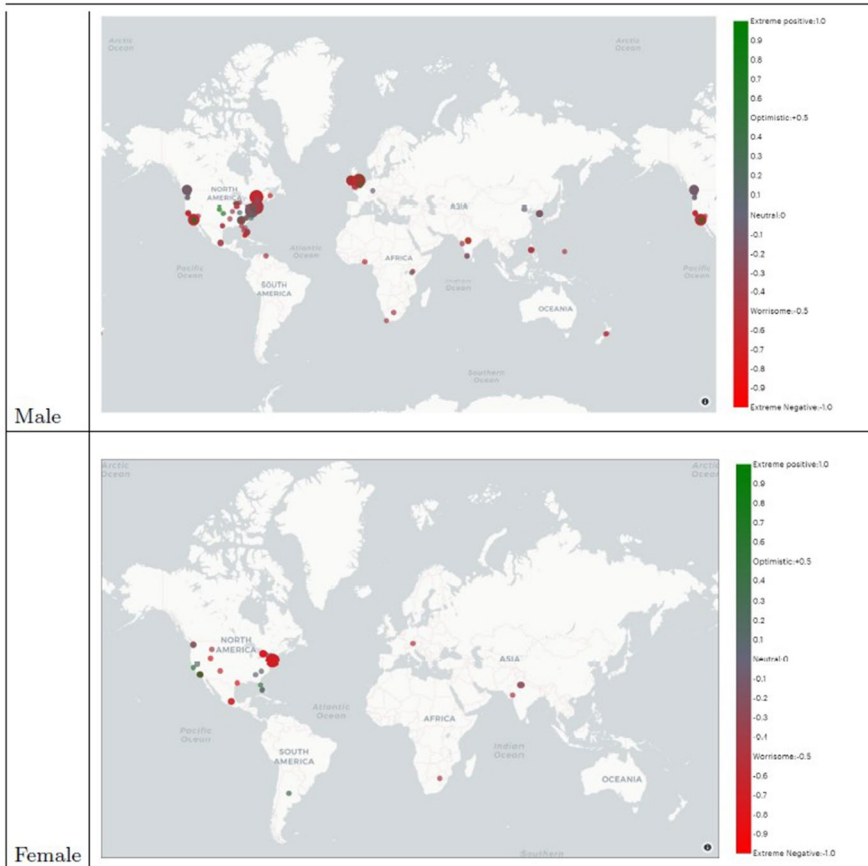 Arctic
Ocean
Arctic
Ocean
NORTH
AMERICA
ASIA
Atlantic
Ocean
Pacific
Ocean
AFRICA
SOUTH
AMERICA
Ocean
Pacific
Ocean
OCEANIA
Southern
Ocean
Extreme positive:1.0
0.9
0.8
0.7
0.6
Optimistic:+0.5
0.4
0.3
0.2
0.1
Neutral:0
-0.1
-0.2
-0.3
-0.4
Worrisome:-0.5
-0.6
-0.7
-0.8
-0.9
Extreme Negative:-1.0
Male
Arctic
Ocean
Arctic
Ocean
NORTH
AMERICA
ASIA
Atlantic
Ocean
Pacific
Ocean
AFRICA
Indian
Ocean
SOUTH
AMERICA
OCEANIA
Southern
Extreme positive:1.0
0.9
0.8
0.7
0.6
Optimistic:+0.5
0.4
0.3
0.2
0.1
Neutral:0
-0.1
-0.2
-0.3
-0.4
Worrisome:-0.5
-0.6
-0.7
-0.8
-0.9
Extreme Negative:-1.0
Female